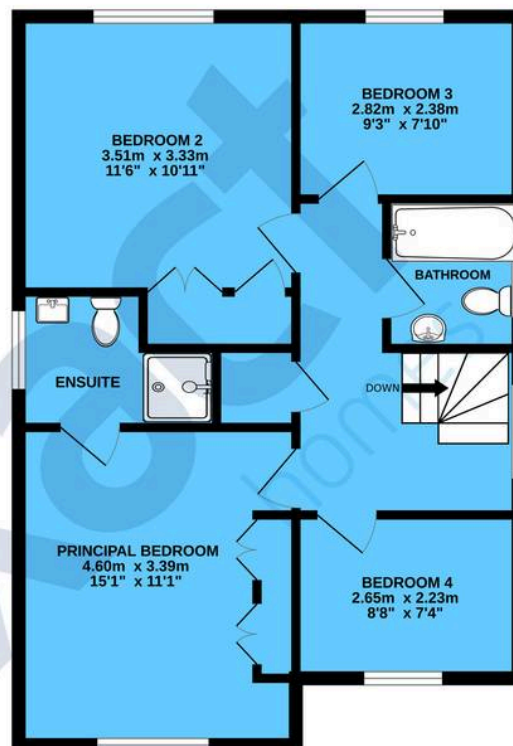 BEDROOM 2
3.51m x 3.33m
11'6" x 10'11"
BEDROOM 3
2.82m x 2.38m
9'3" x 7'10"
BATHROOM
ENSUITE
DOWN
PRINCIPAL BEDROOM
4.60m x 3.39m
15'1" x 11'1"
BEDROOM 4
2.65m x 2.23m
8'8" x 7'4"
homes